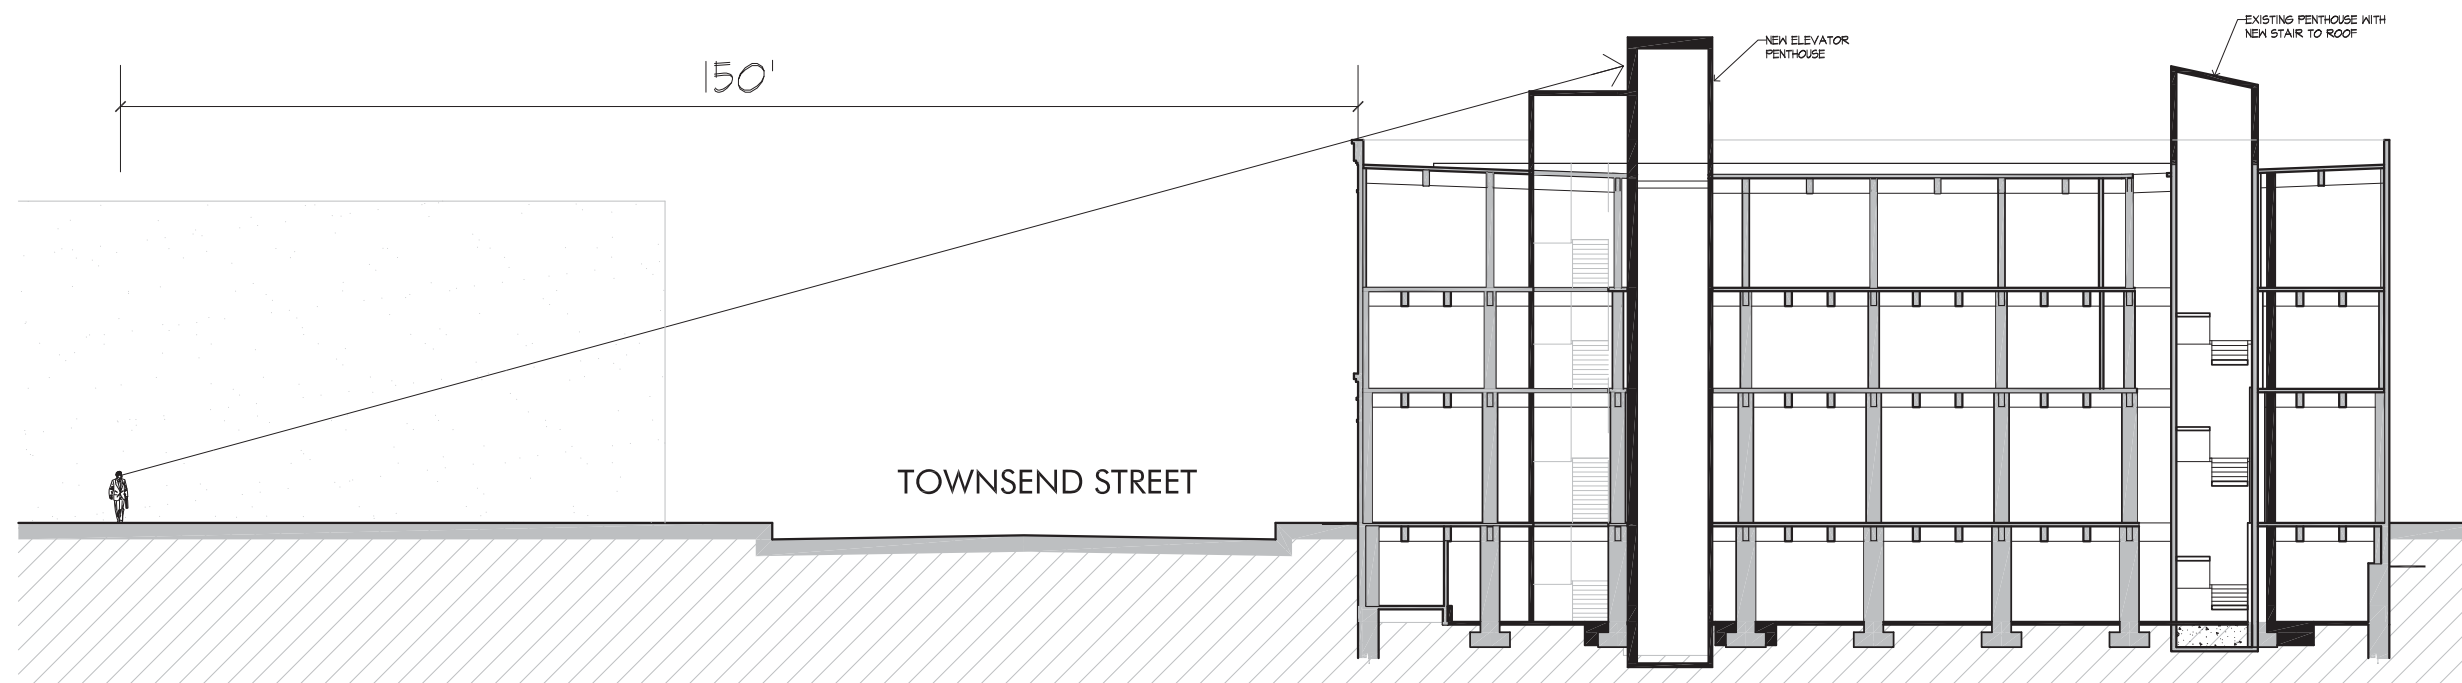 EXISTING PENTHOUSE WITH
NEW STAIR TO ROOF
NEW ELEVATOR
PENTHOUSE
150'
TOWNSEND STREET